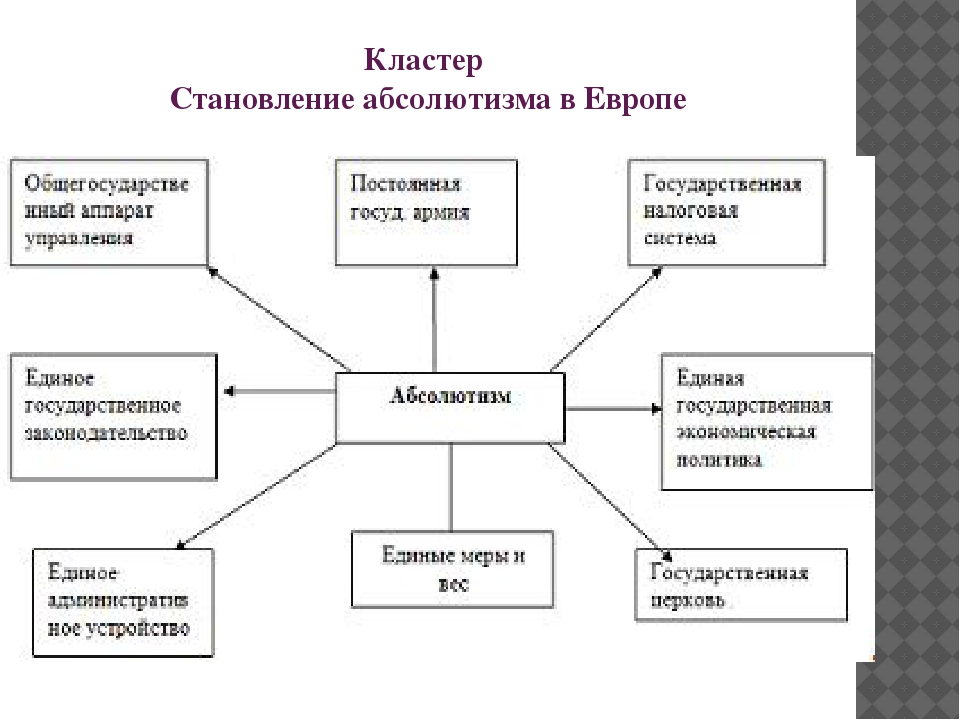 Кластер
Становление абсолютизма в Европе
Общегосударстве
нный аппарат
управления
Постоянная
госуд. армия
Государственная
налоговая
система
Единое
государственное
законодательство
Абсолютизм
Единая
государственная
экономическая
политика
Единое
административ
ное устройство
Единые меры и
вес
Государственная
церковь